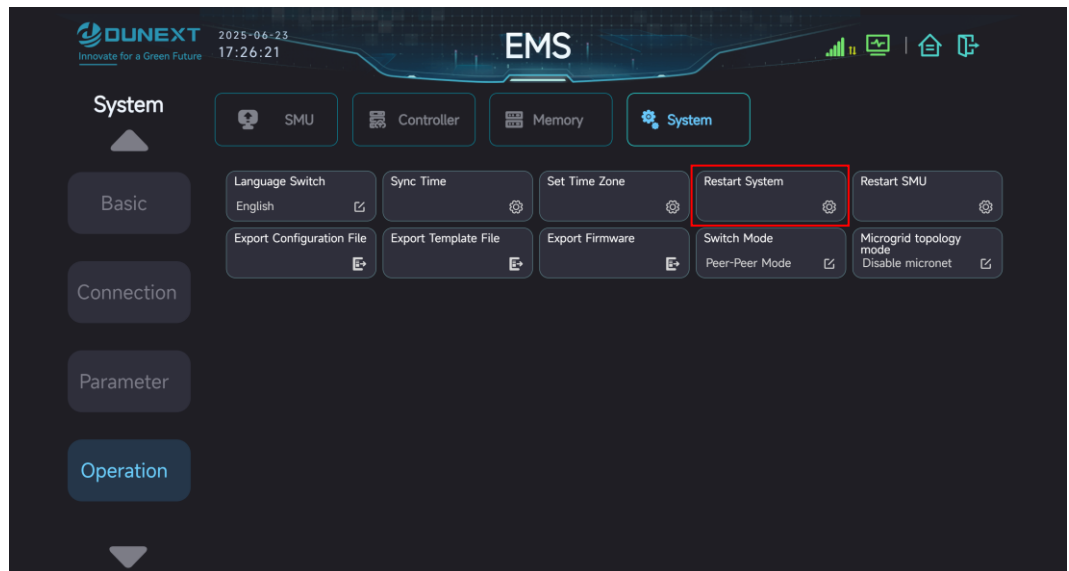 DUNEXT
Innovate for a Green Future
2025-06-23
17:26:21
EMS
System
SMU
Controller
Memory
System
Basic
Connection
Parameter
Operation
Language Switch
English
Sync Time
Set Time Zone
Restart System
Restart SMU
Export Configuration File
Export Template File
Export Firmware
Switch Mode
Peer-Peer Mode
Microgrid topology
mode
Disable micronet